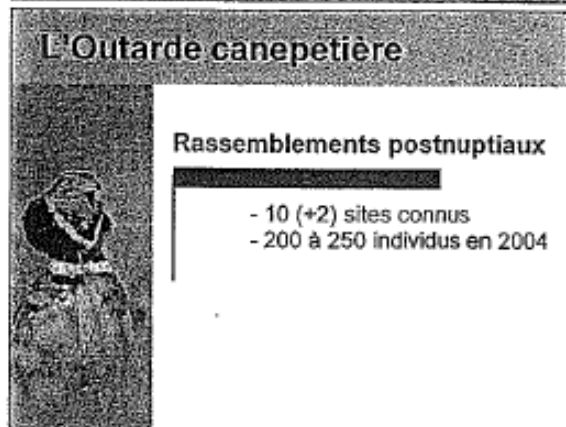 L'Outarde canepetière
Rassemblements postnuptiaux
- 10 (+2) sites connus
- 200 à 250 individus en 2004